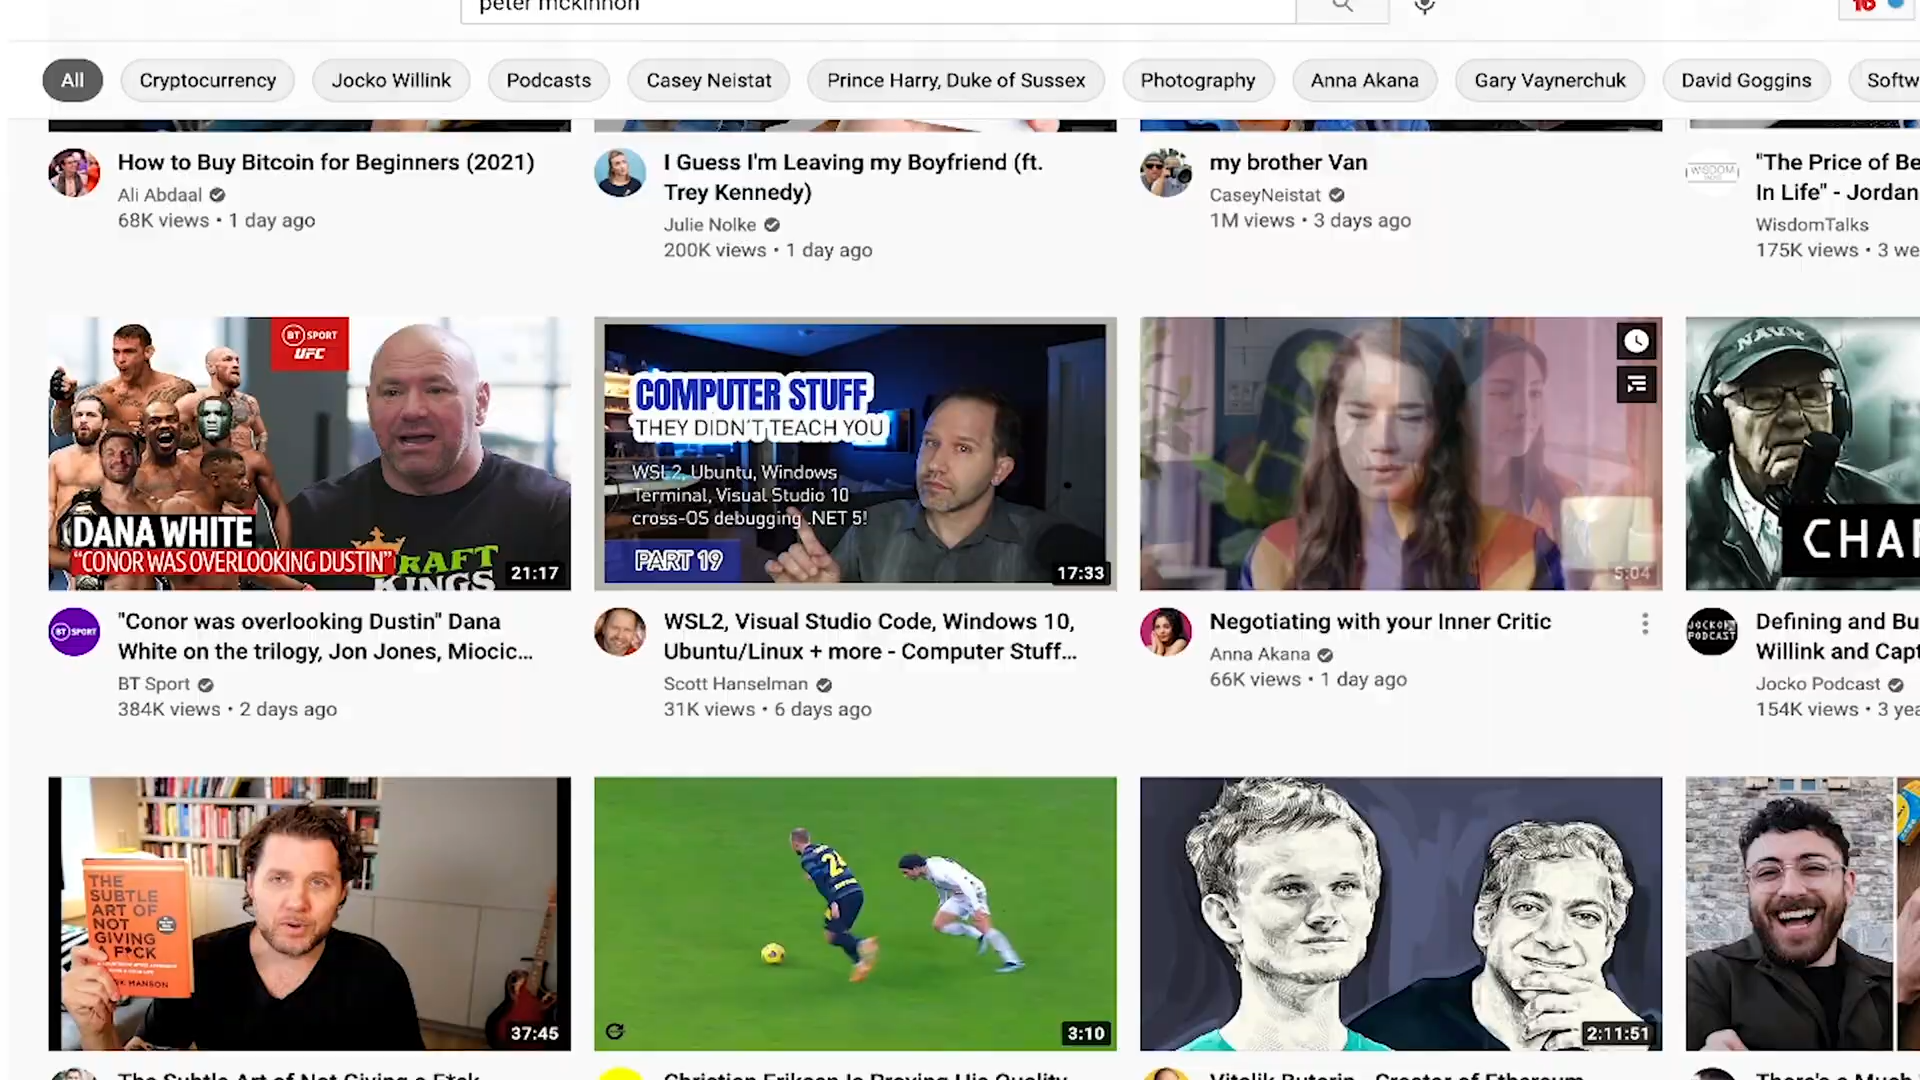 peter mckinnon
All
Cryptocurrency
Jocko Willink
Podcasts
Casey Neistat
Prince Harry, Duke of Sussex
Photography
Anna Akana
Gary Vaynerchuk
David Goggins
Softw
How to Buy Bitcoin for Beginners (2021)
Ali Abdaal
68K views • 1 day ago
I Guess I'm Leaving my Boyfriend (ft.
Trey Kennedy)
Julie Nolke
200K views • 1 day ago
my brother Van
CaseyNeistat
1M views • 3 days ago
WISDOM
"The Price of Be
In Life" - Jordan
WisdomTalks
175K views • 3 we
BT SPORT
UFC
DANA WHITE
"CONOR WAS OVERLOOKING DUSTIN"
RAFT
KINGS
21:17
COMPUTER STUFF
THEY DIDN'T TEACH YOU
WSL2, Ubuntu, Windows
Terminal, Visual Studio 10
cross-OS debugging .NET 5!
PART 19
17:33
5:04
NAVY
CHAR
BT SPORT
"Conor was overlooking Dustin" Dana
White on the trilogy, Jon Jones, Miocic...
BT Sport
384K views • 2 days ago
WSL2, Visual Studio Code, Windows 10,
Ubuntu/Linux + more - Computer Stuff...
Scott Hanselman
31K views • 6 days ago
Negotiating with your Inner Critic
Anna Akana
66K views • 1 day ago
JOCKO
PODCAST
Defining and Bu
Willink and Capt
Jocko Podcast
154K views • 3 yea
THE
SUBTLE
ART OF
NOT
GIVING
A F*CK
MANSON
37:45
2
3:10
2:11:51
The Subtle Art of Not Giving a F*ck
Christian Eriksen Is Proving His Quality
Vitalik Buterin - Creator of Ethereum
There's a Much